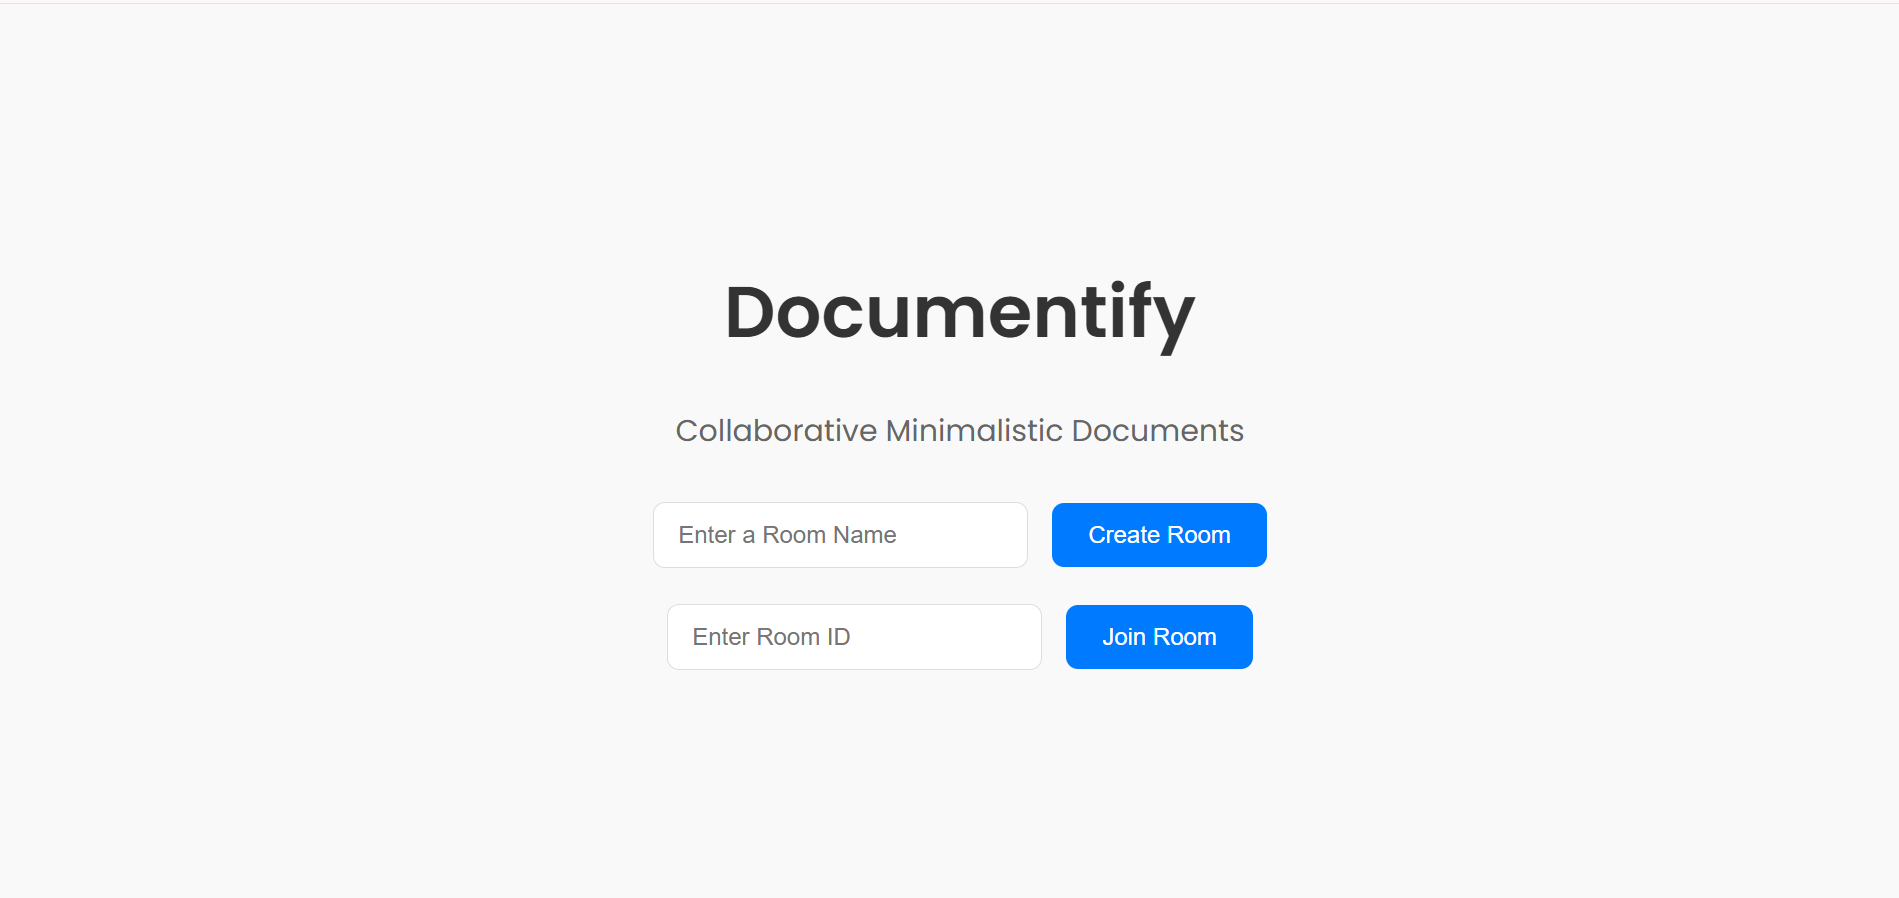 Documentify
Collaborative Minimalistic Documents
Enter a Room Name
Create Room
Enter Room ID
Join Room